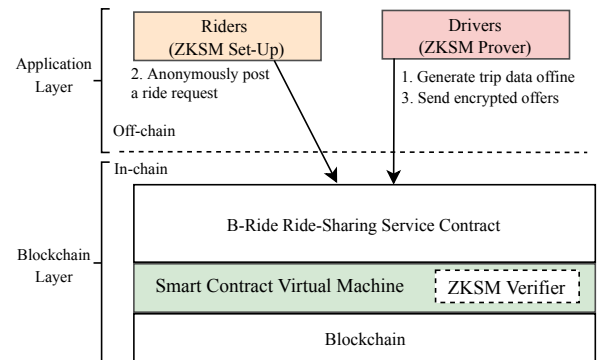 Riders
(ZKSM Set-Up)
Drivers
(ZKSM Prover)
Application
Layer
2. Anonymously post
a ride request
1. Generate trip data offine
3. Send encrypted offers
Off-chain
In-chain
B-Ride Ride-Sharing Service Contract
Blockchain
Layer
Smart Contract Virtual Machine
ZKSM Verifier
Blockchain